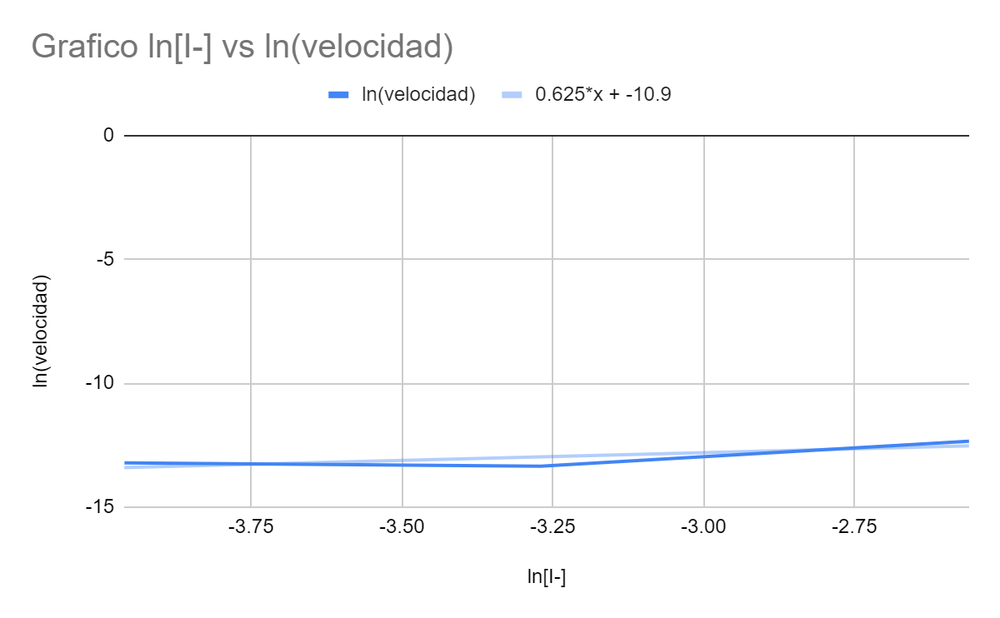 Grafico ln[I-] vs ln(velocidad)
ln(velocidad) 0.625*x + -10.9
0
-5
-10
-15
ln(velocidad)
-3.75 -3.50 -3.25 -3.00 -2.75
ln[I-]